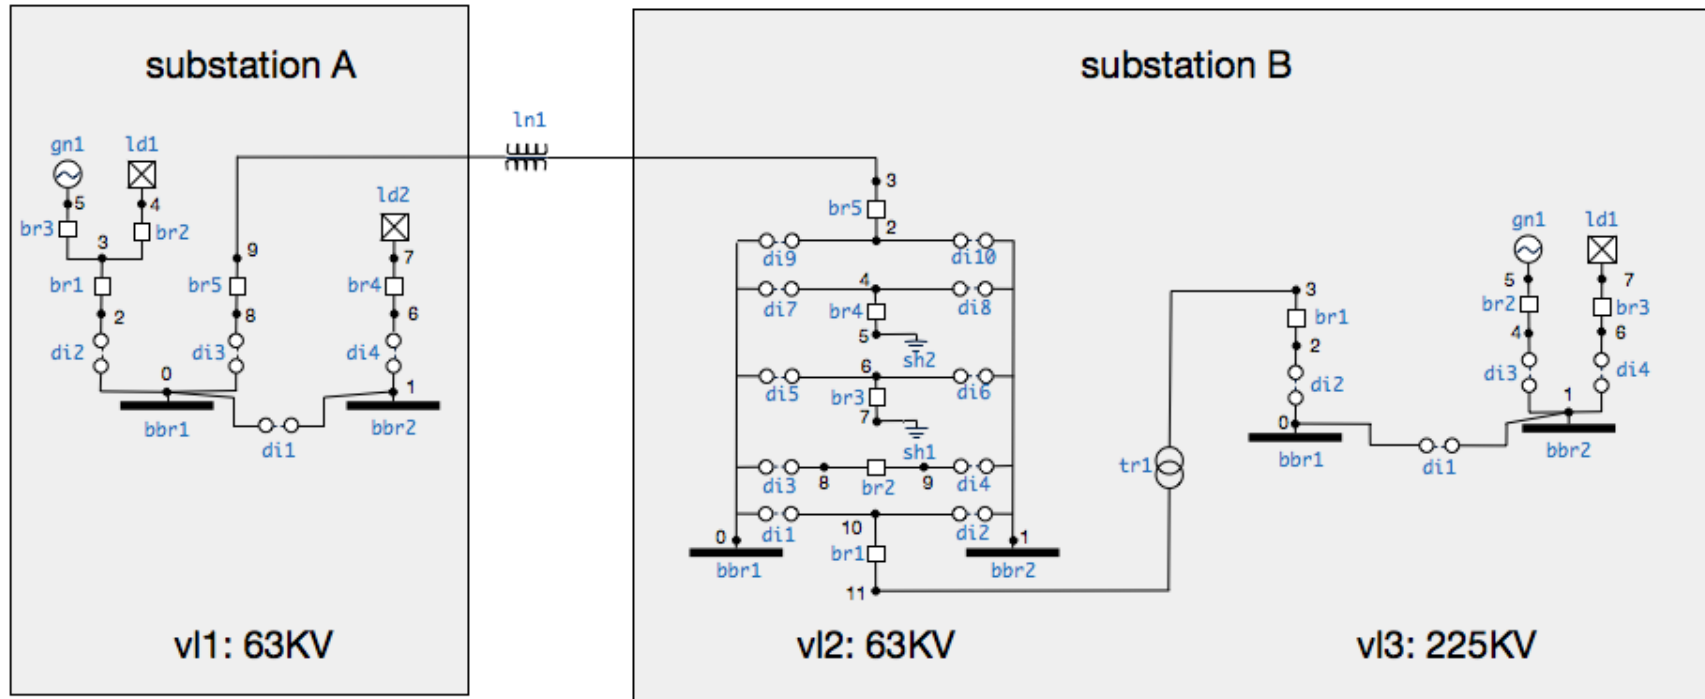 substation A
gn1
ld1
5
4
br3
br2
3
br1
2
di2
0
bbr1
9
br5
8
di3
di1
ld2
7
br4
6
di4
1
bbr2
vl1: 63KV
ln1
substation B
3
br5
2
di9
di10
4
di7
di8
br4
5
sh2
6
di5
di6
br3
7
sh1
di3
8
br2
9
di4
10
di1
di2
0
bbr1
br1
1
bbr2
11
vl2: 63KV
tr1
3
br1
2
di2
0
bbr1
di1
gn1
ld1
5
7
br2
br3
4
6
di3
di4
1
bbr2
vl3: 225KV